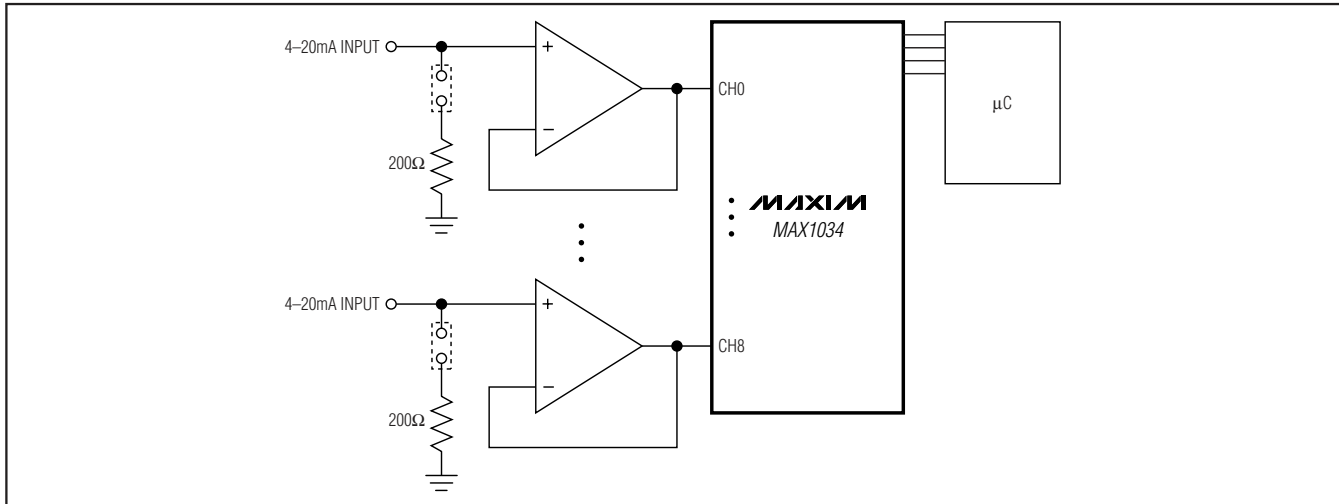 4–20mA INPUT
+
–
200Ω
CH0
MAXIM
MAX1034
µC
4–20mA INPUT
+
–
200Ω
CH8